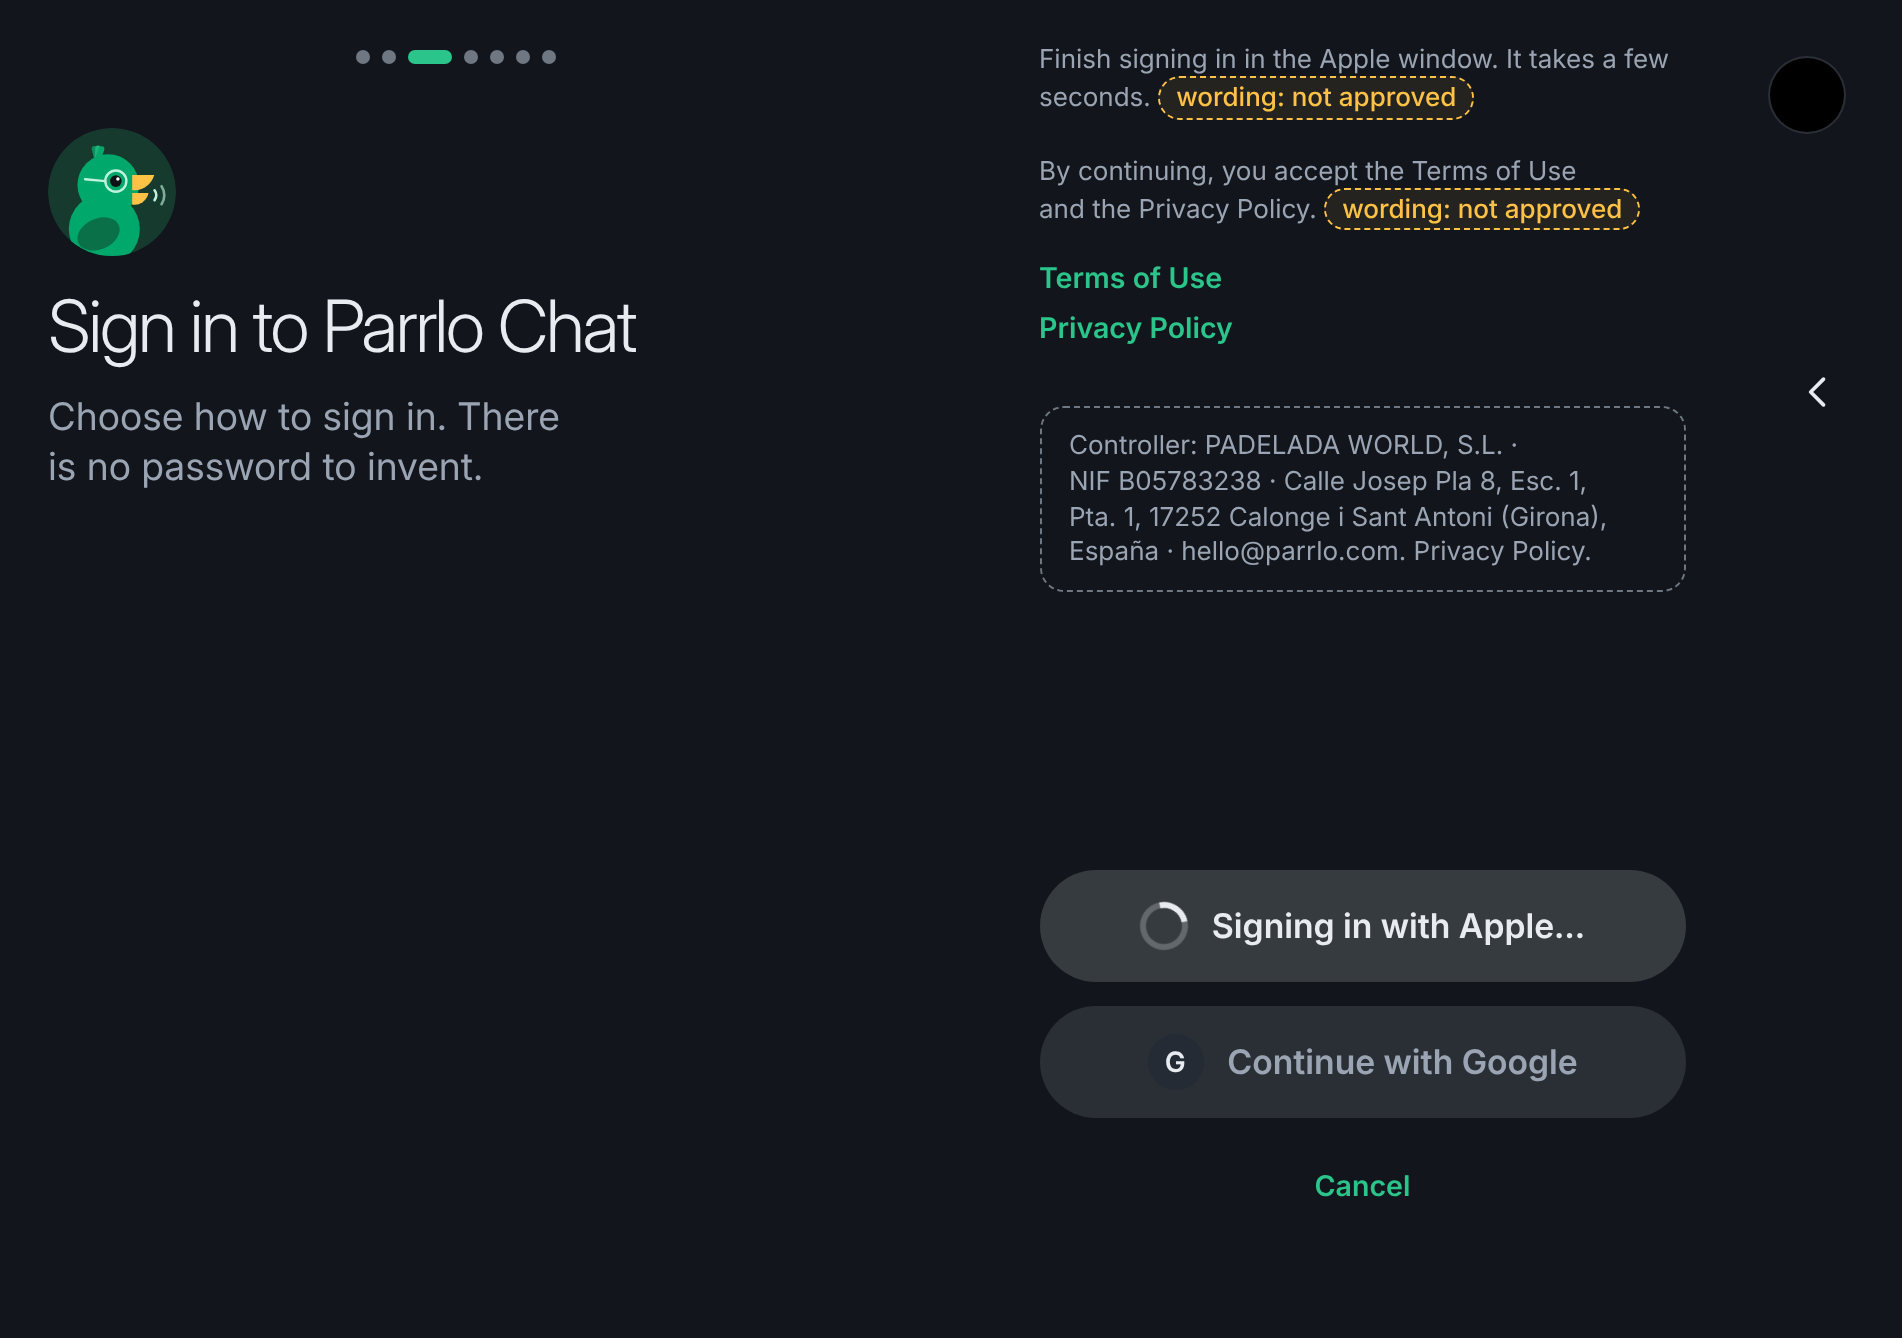 Sign in to Parrlo Chat
Choose how to sign in. There
is no password to invent.
Finish signing in in the Apple window. It takes a few
seconds. wording: not approved
By continuing, you accept the Terms of Use
and the Privacy Policy. wording: not approved
Terms of Use
Privacy Policy
Controller: PADELADA WORLD, S.L. ·
NIF B05783238 · Calle Josep Pla 8, Esc. 1,
Pta. 1, 17252 Calonge i Sant Antoni (Girona),
España · hello@parrlo.com. Privacy Policy.
Signing in with Apple...
G Continue with Google
Cancel